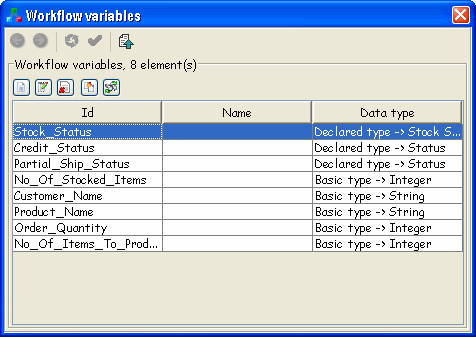 Workflow variables
Workflow variables, 8 element(s)
Id Name Data type
Stock_Status Declared type -> Stock S...
Credit_Status Declared type -> Status
Partial_Ship_Status Declared type -> Status
No_Of_Stocked_Items Basic type -> Integer
Customer_Name Basic type -> String
Product_Name Basic type -> String
Order_Quantity Basic type -> Integer
No_Of_Items_To_Prod... Basic type -> Integer